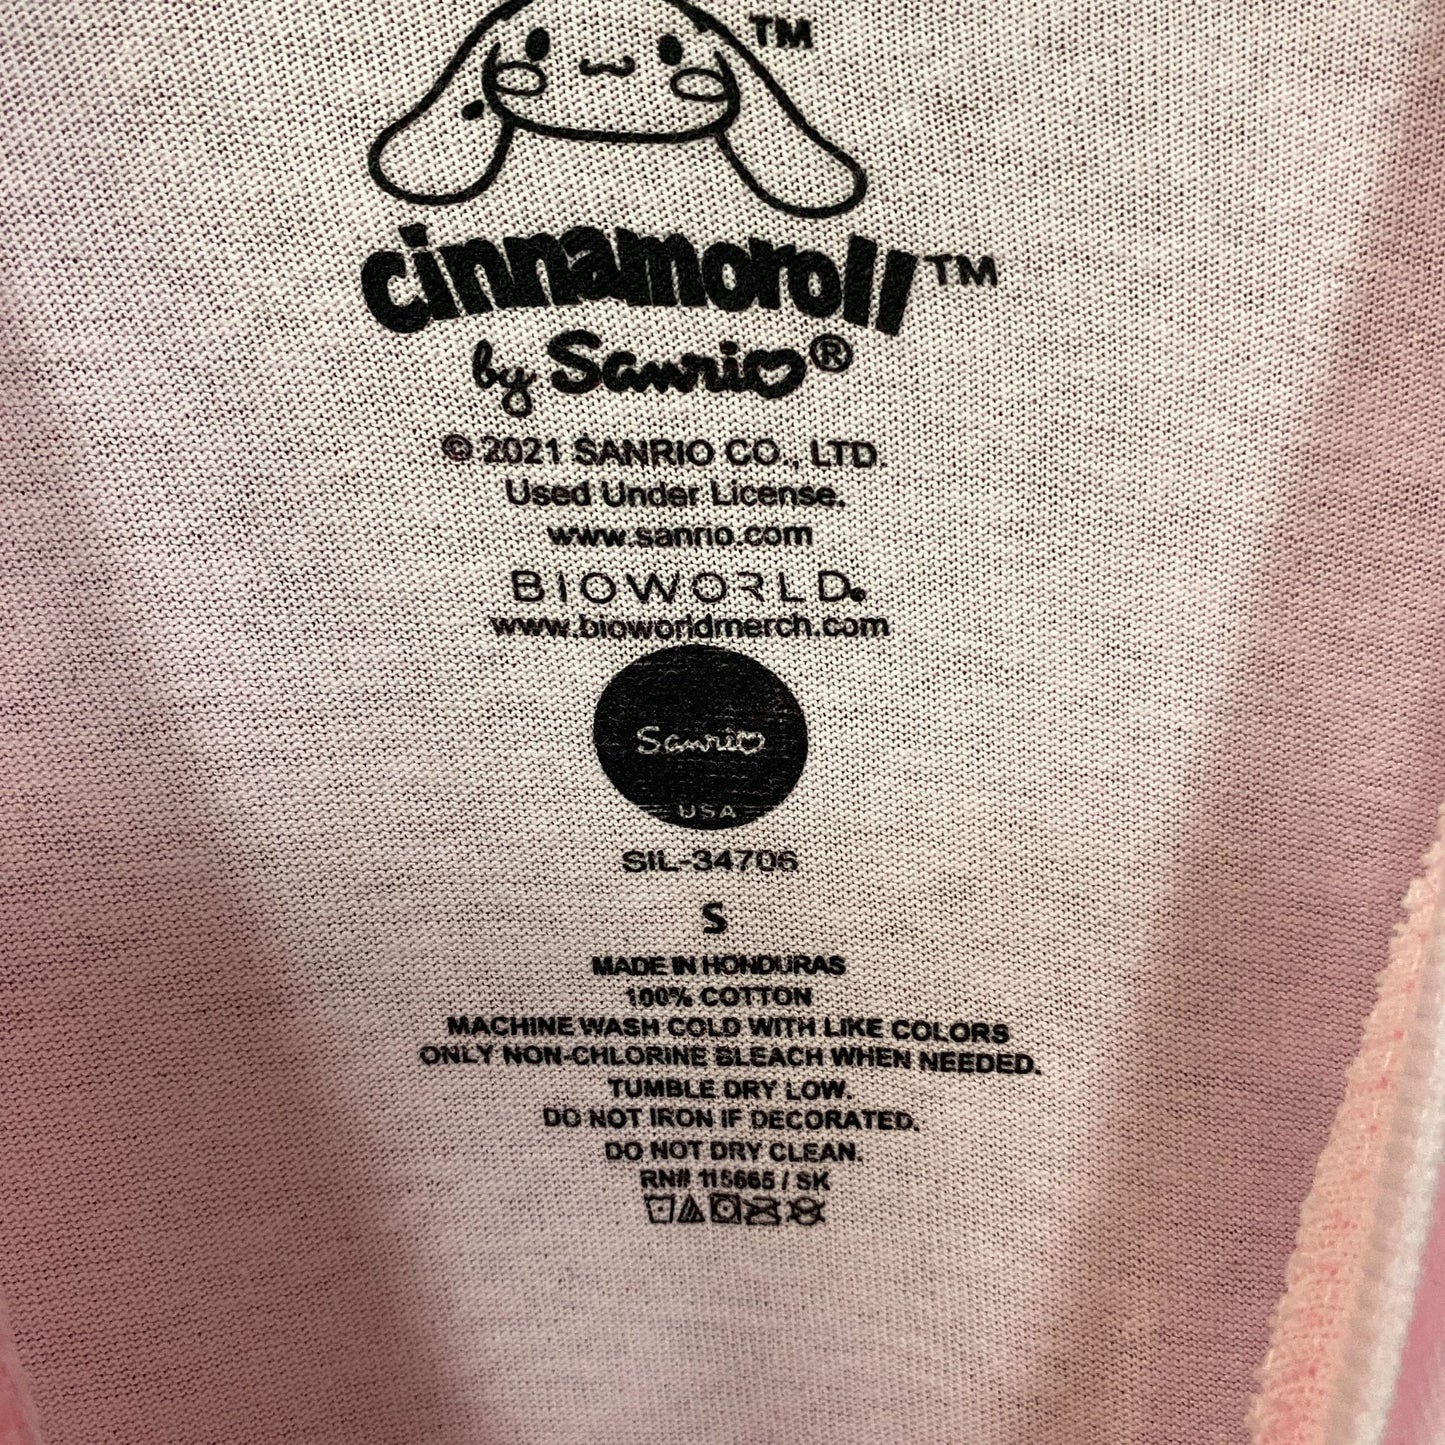 TM
cinnamoroll TM
by Sanrio ®
© 2021 SANRIO CO., LTD.
Used Under License.
www.sanrio.com
BIOWORLD®
www.bioworldmerch.com
Sanrio
USA
SIL-34706
S
MADE IN HONDURAS
100% COTTON
MACHINE WASH COLD WITH LIKE COLORS
ONLY NON-CHLORINE BLEACH WHEN NEEDED.
TUMBLE DRY LOW.
DO NOT IRON IF DECORATED.
DO NOT DRY CLEAN.
RN# 115665 / SK